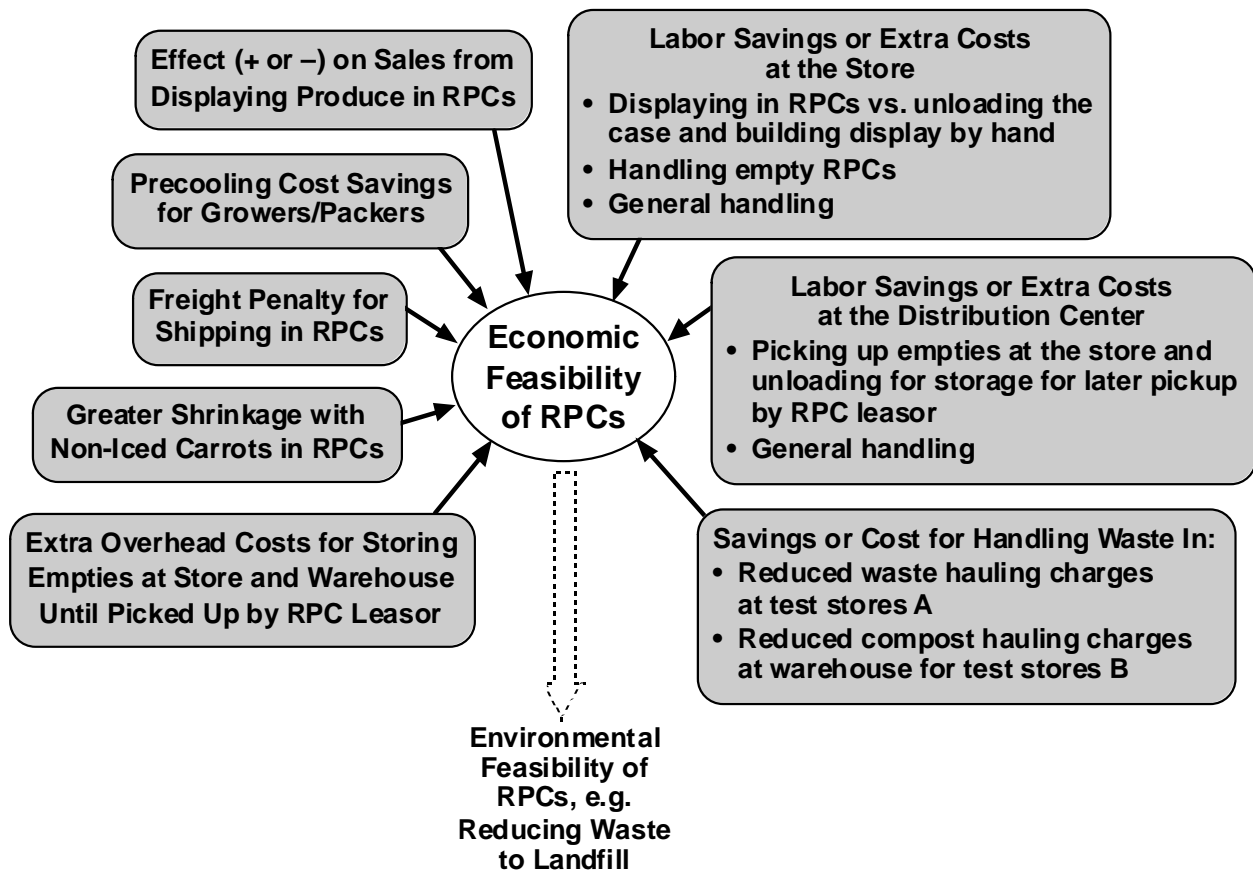 Effect (+ or –) on Sales from
Displaying Produce in RPCs
Precooling Cost Savings
for Growers/Packers
Freight Penalty for
Shipping in RPCs
Greater Shrinkage with
Non-Iced Carrots in RPCs
Extra Overhead Costs for Storing
Empties at Store and Warehouse
Until Picked Up by RPC Leasor
Labor Savings or Extra Costs
at the Store
• Displaying in RPCs vs. unloading the
case and building display by hand
• Handling empty RPCs
• General handling
Labor Savings or Extra Costs
at the Distribution Center
• Picking up empties at the store and
unloading for storage for later pickup
by RPC leasor
• General handling
Savings or Cost for Handling Waste In:
• Reduced waste hauling charges
at test stores A
• Reduced compost hauling charges
at warehouse for test stores B
Economic
Feasibility
of RPCs
Environmental
Feasibility of
RPCs, e.g.
Reducing Waste
to Landfill